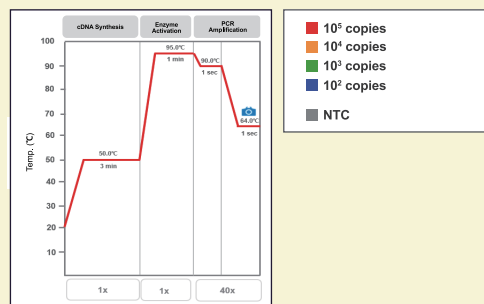 cDNA Synthesis
Enzyme
Activation
PCR
Amplification
Temp. (℃)
100
90
80
70
60
50
40
30
20
10
50.0℃
3 min
95.0℃
1 min
90.0℃
1 sec
64.0℃
1 sec
1x
1x
40x
10⁵ copies
10⁴ copies
10³ copies
10² copies
NTC